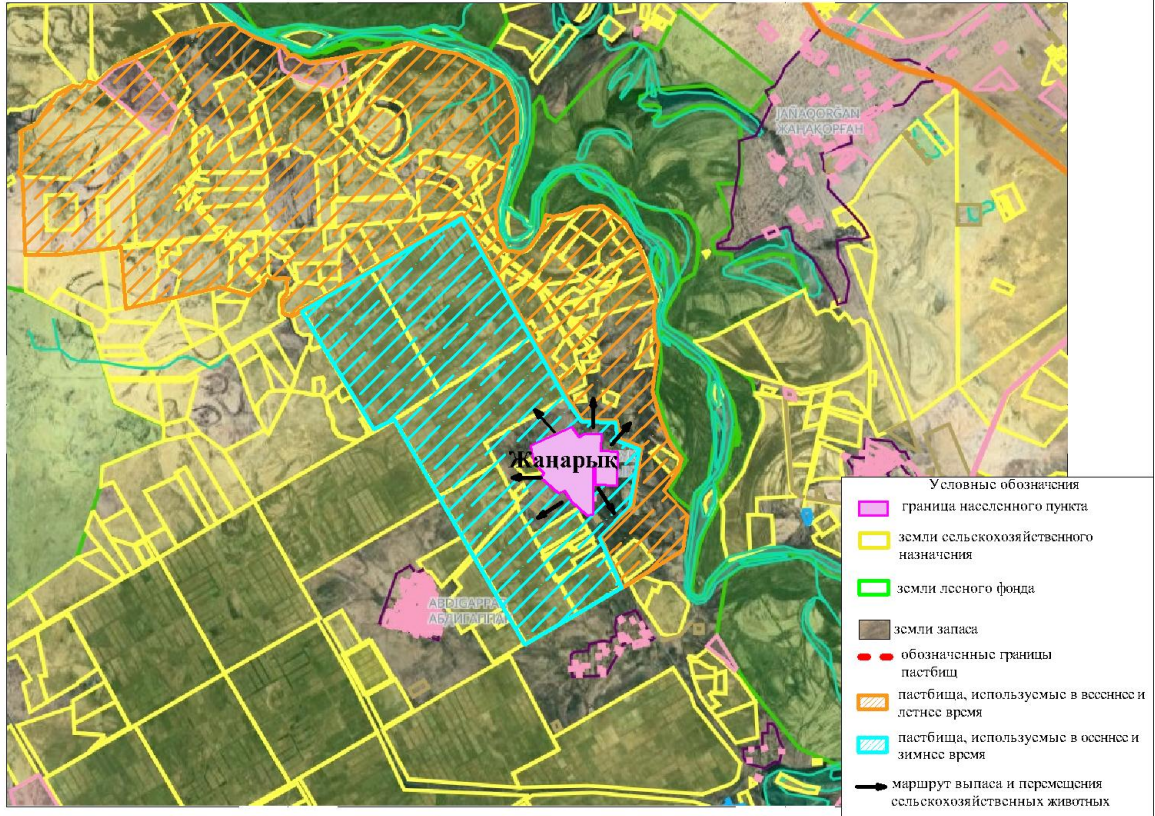 JAŃAQORǴAN
ЖАҢАҚОРҒАН
Жаңарық
ABDIGAPPAR
АБДИГАППАР
Условные обозначения
граница населенного пункта
земли сельскохозяйственного
назначения
земли лесного фонда
земли запаса
обозначенные границы
пастбищ
пастбища, используемые в весеннее и
летнее время
пастбища, используемые в осеннее и
зимнее время
маршрут выпаса и перемещения
сельскохозяйственных животных